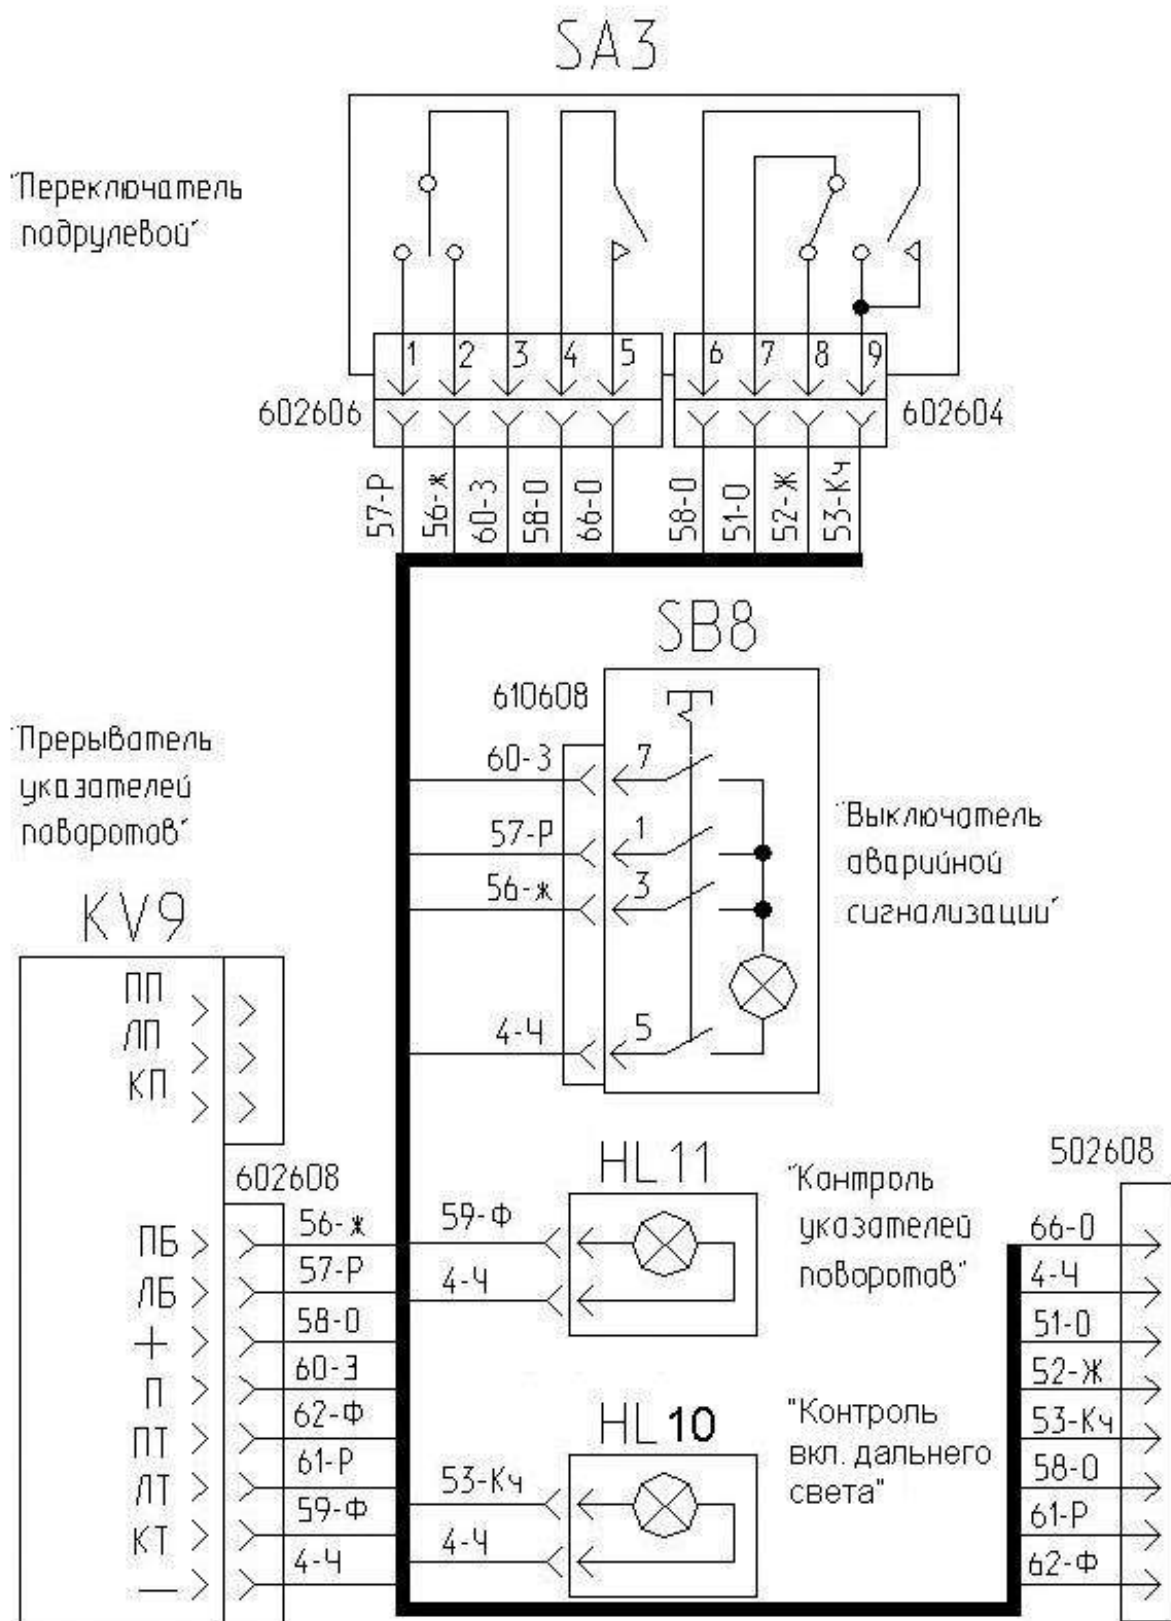 SA3
"Переключатель
подрулевой"
1 2 3 4 5 6 7 8 9
602606
602604
57-Р
56-ж
60-З
58-О
66-О
58-О
51-О
52-Ж
53-Кч
SB8
610608
60-З
7
57-Р
1
56-ж
3
4-Ч
5
"Выключатель
аварийной
сигнализации"
"Прерыватель
указателей
поворотов"
KV9
ПП
ЛП
КП
602608
ПБ
56-ж
ЛБ
57-Р
+
58-О
П
60-З
ПТ
62-Ф
ЛТ
61-Р
КТ
59-Ф
—
4-Ч
HL11
59-Ф
4-Ч
"Контроль
указателей
поворотов"
HL10
53-Кч
4-Ч
"Контроль
вкл. дальнего
света"
502608
66-О
4-Ч
51-О
52-Ж
53-Кч
58-О
61-Р
62-Ф